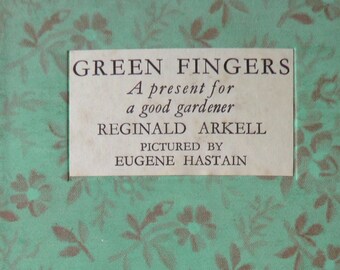 GREEN FINGERS
A present for
a good gardener
REGINALD ARKELL
PICTURED BY
EUGENE HASTAIN